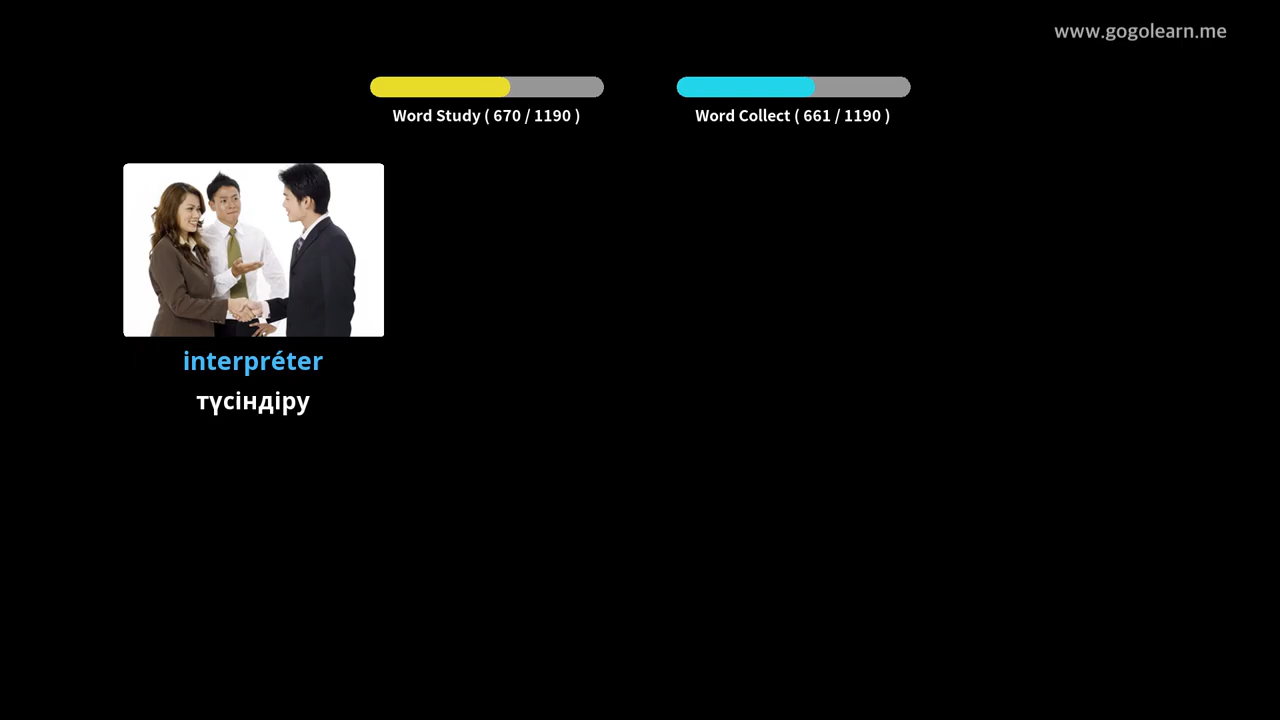 www.gogolearn.me
Word Study ( 670 / 1190 )
Word Collect ( 661 / 1190 )
interpréter
түсіндіру